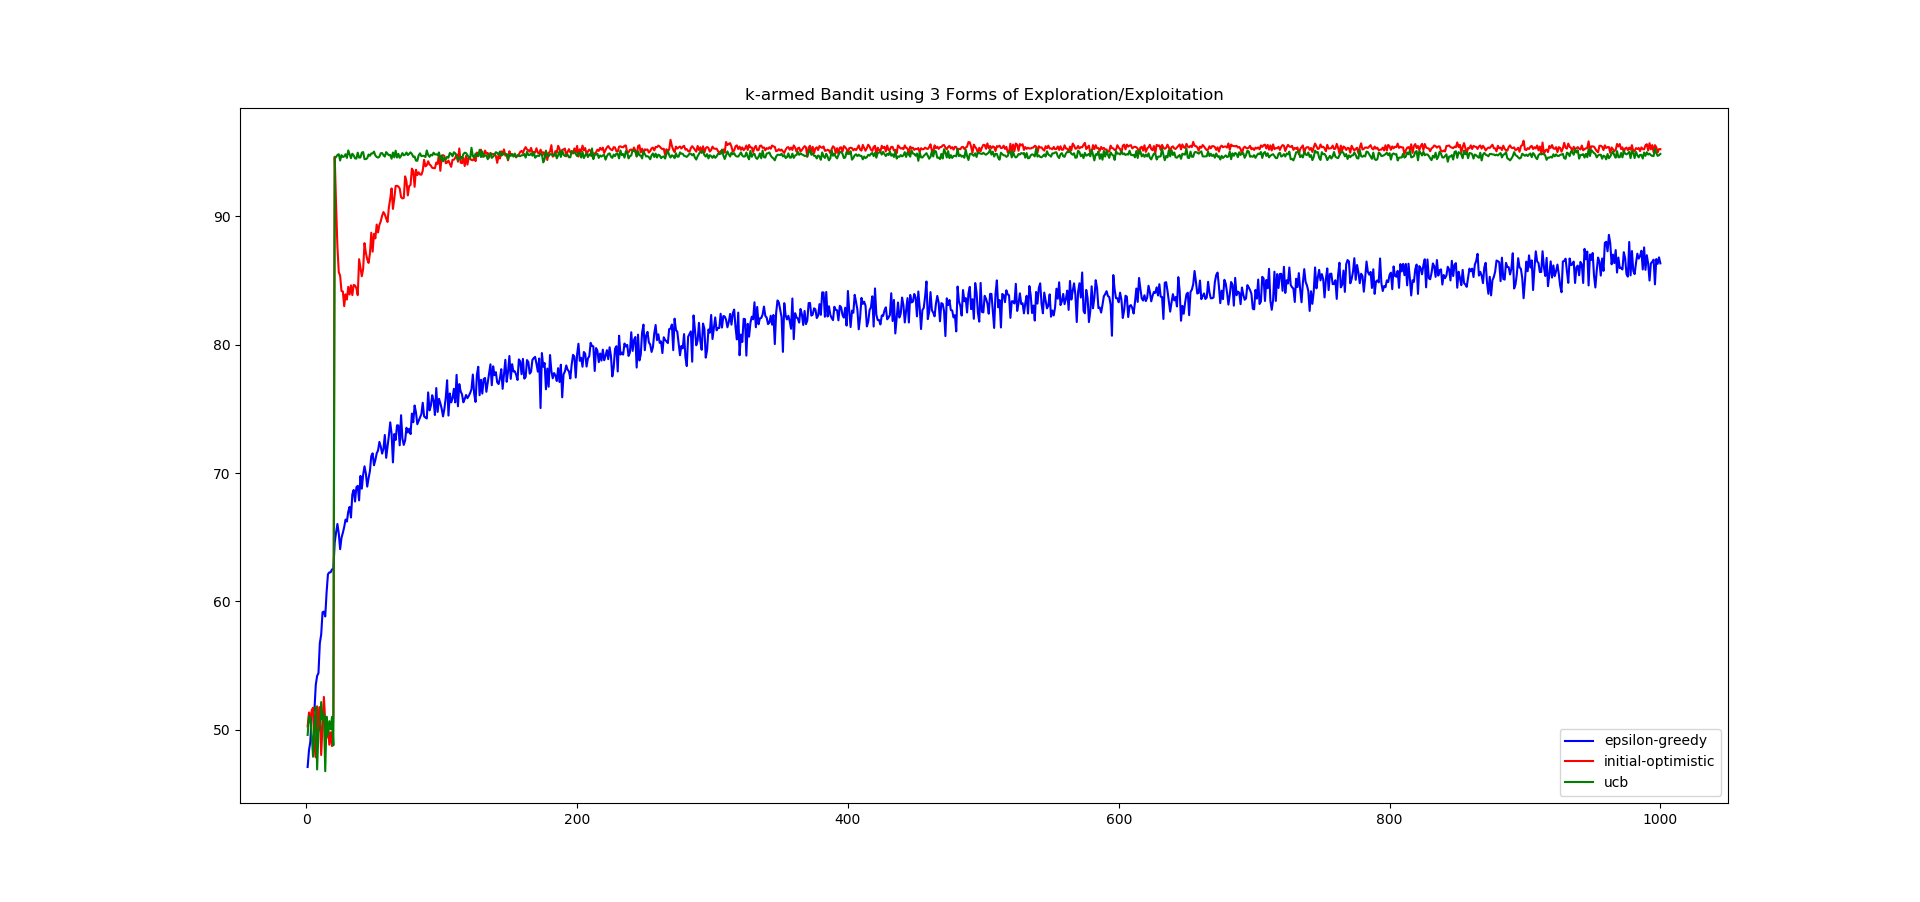 k-armed Bandit using 3 Forms of Exploration/Exploitation
90
80
70
60
50
0
200
400
600
800
1000
epsilon-greedy
initial-optimistic
ucb